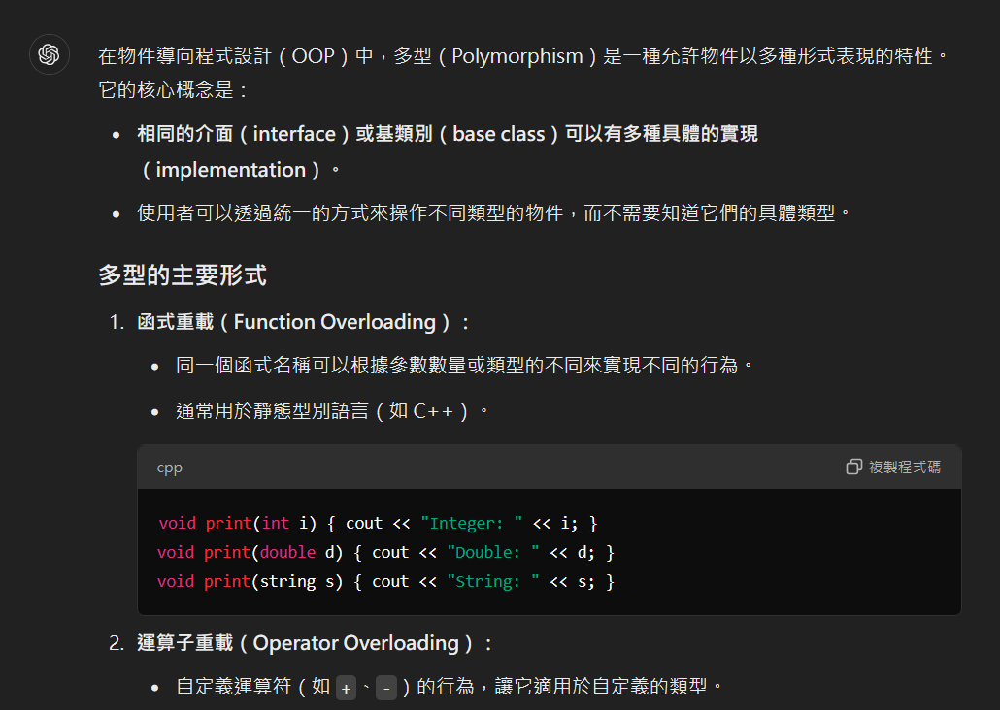 在物件導向程式設計（OOP）中，多型（Polymorphism）是一種允許物件以多種形式表現的特性。
它的核心概念是：
• 相同的介面（interface）或基類別（base class）可以有多種具體的實現
（implementation）。
• 使用者可以透過統一的方式來操作不同類型的物件，而不需要知道它們的具體類型。
多型的主要形式
1. 函式重載（Function Overloading）：
• 同一個函式名稱可以根據參數數量或類型的不同來實現不同的行為。
• 通常用於靜態型別語言（如 C++）。
cpp 複製程式碼
void print(int i) { cout << "Integer: " << i; }
void print(double d) { cout << "Double: " << d; }
void print(string s) { cout << "String: " << s; }
2. 運算子重載（Operator Overloading）：
• 自定義運算符（如 +、-）的行為，讓它適用於自定義的類型。